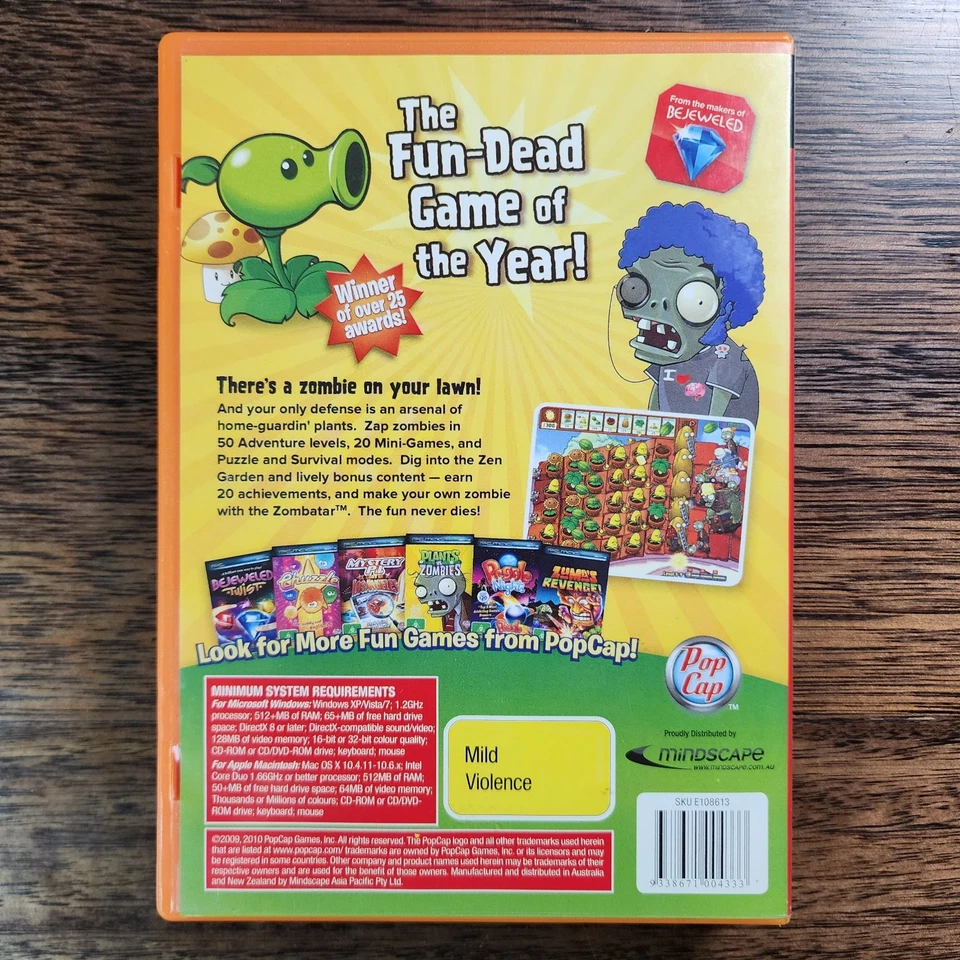 The
Fun-Dead
Game of
the Year!
From the makers of
BEJEWELED
Winner
of over 25
awards!
I
There's a zombie on your lawn!
And your only defense is an arsenal of
home-guardin' plants. Zap zombies in
50 Adventure levels, 20 Mini-Games, and
Puzzle and Survival modes. Dig into the Zen
Garden and lively bonus content — earn
20 achievements, and make your own zombie
with the Zombatar™. The fun never dies!
BEJEWELED
TWIST
Chuzzle
MYSTERY
P.I.
PLANTS
VS.
ZOMBIES
Peggle
Nights
ZUMA'S
REVENGE!
Look for More Fun Games from PopCap!
Pop
Cap
TM
MINIMUM SYSTEM REQUIREMENTS
For Microsoft Windows: Windows XP/Vista/7; 1.2GHz
processor; 512+MB of RAM; 65+MB of free hard drive
space; DirectX 8 or later; DirectX-compatible sound/video;
128MB of video memory; 16-bit or 32-bit colour quality;
CD-ROM or CD/DVD-ROM drive; keyboard; mouse
For Apple Macintosh: Mac OS X 10.4.11-10.6.x; Intel
Core Duo 1.66GHz or better processor; 512MB of RAM;
50+MB of free hard drive space; 64MB of video memory;
Thousands or Millions of colours; CD-ROM or CD/DVD-
ROM drive; keyboard; mouse
Mild
Violence
Proudly Distributed by
MINDSCAPE
www.mindscape.com.au
SKU E108613
9 338671 004333
©2009, 2010 PopCap Games, Inc. All rights reserved. The PopCap logo and all other trademarks used herein
that are listed at www.popcap.com/ trademarks are owned by PopCap Games, Inc. or its licensors and may
be registered in some countries. Other company and product names used herein may be trademarks of their
respective owners and are used for the benefit of those owners. Manufactured and distributed in Australia
and New Zealand by Mindscape Asia Pacific Pty Ltd.